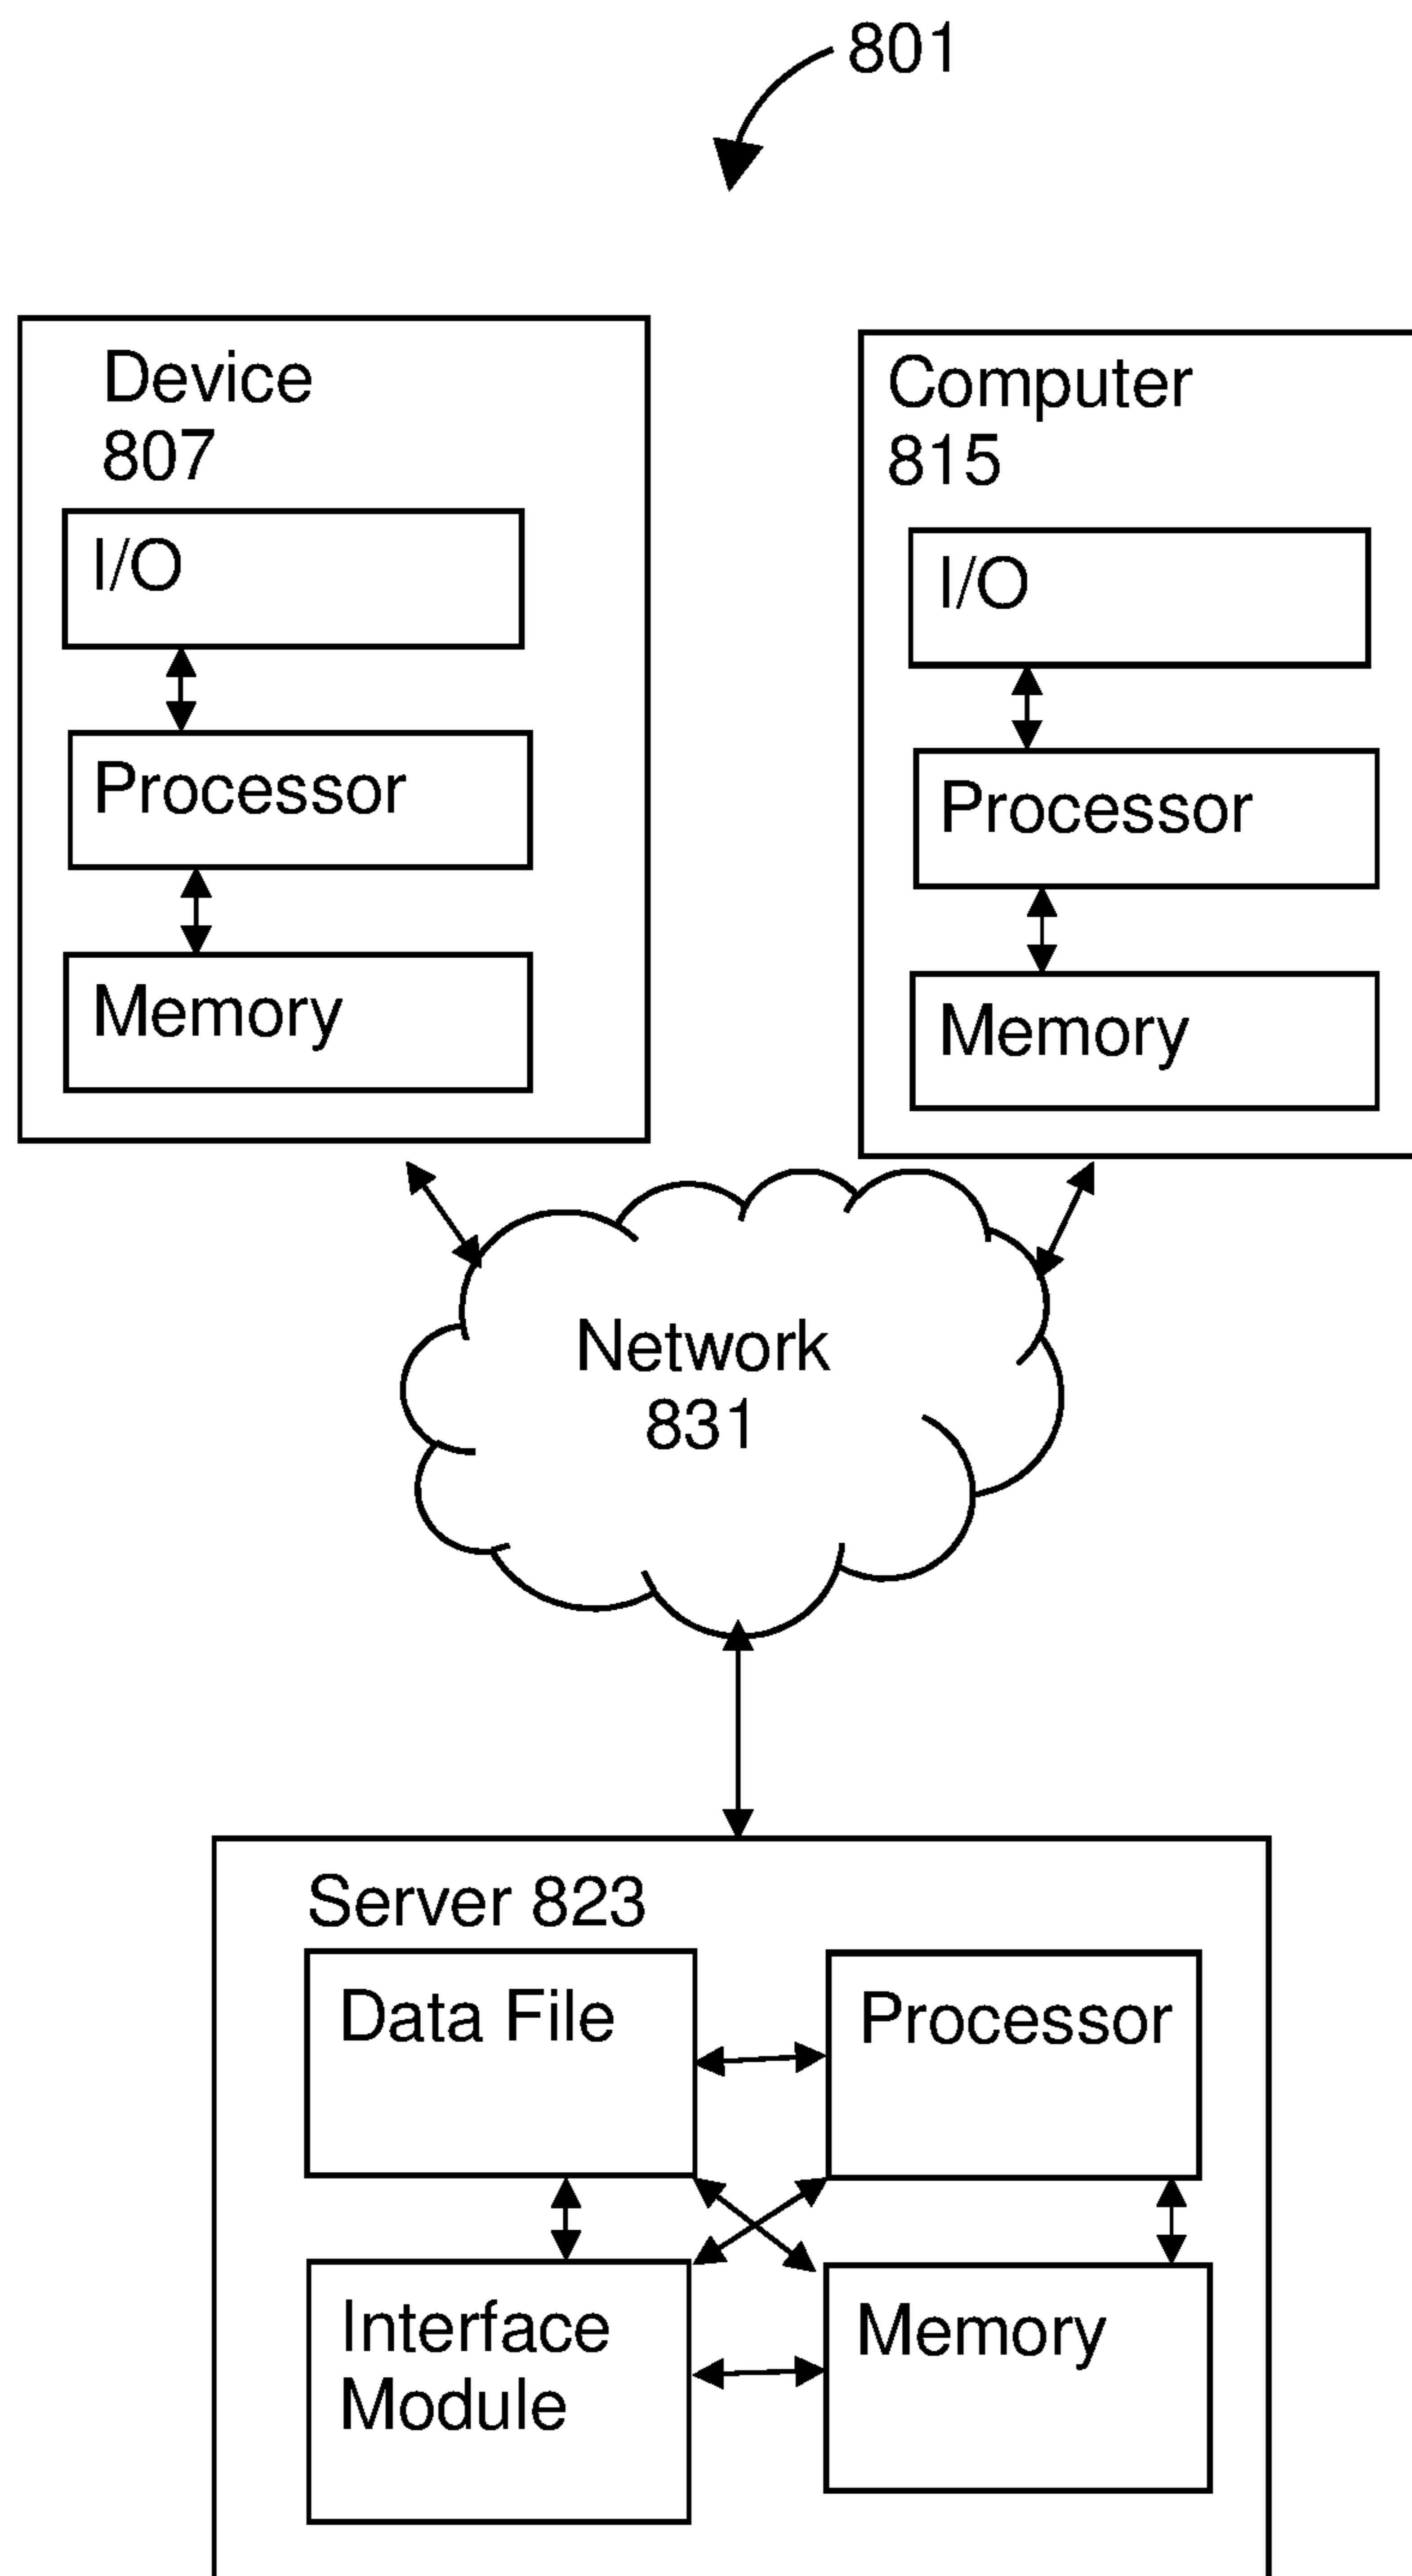 801
Device
807
I/O
Processor
Memory
Computer
815
I/O
Processor
Memory
Network
831
Server 823
Data File
Processor
Interface
Module
Memory